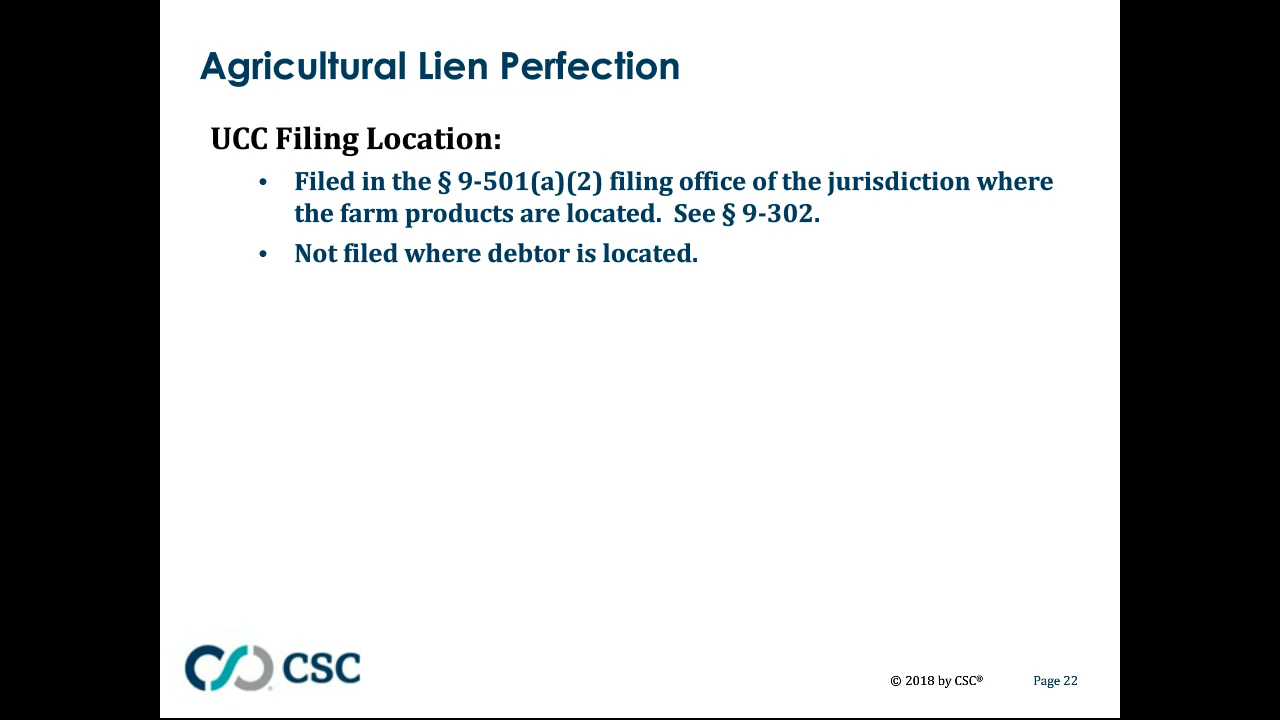 Agricultural Lien Perfection
UCC Filing Location:
• Filed in the § 9-501(a)(2) filing office of the jurisdiction where
the farm products are located.  See § 9-302.
• Not filed where debtor is located.
CSC
© 2018 by CSC®
Page 22